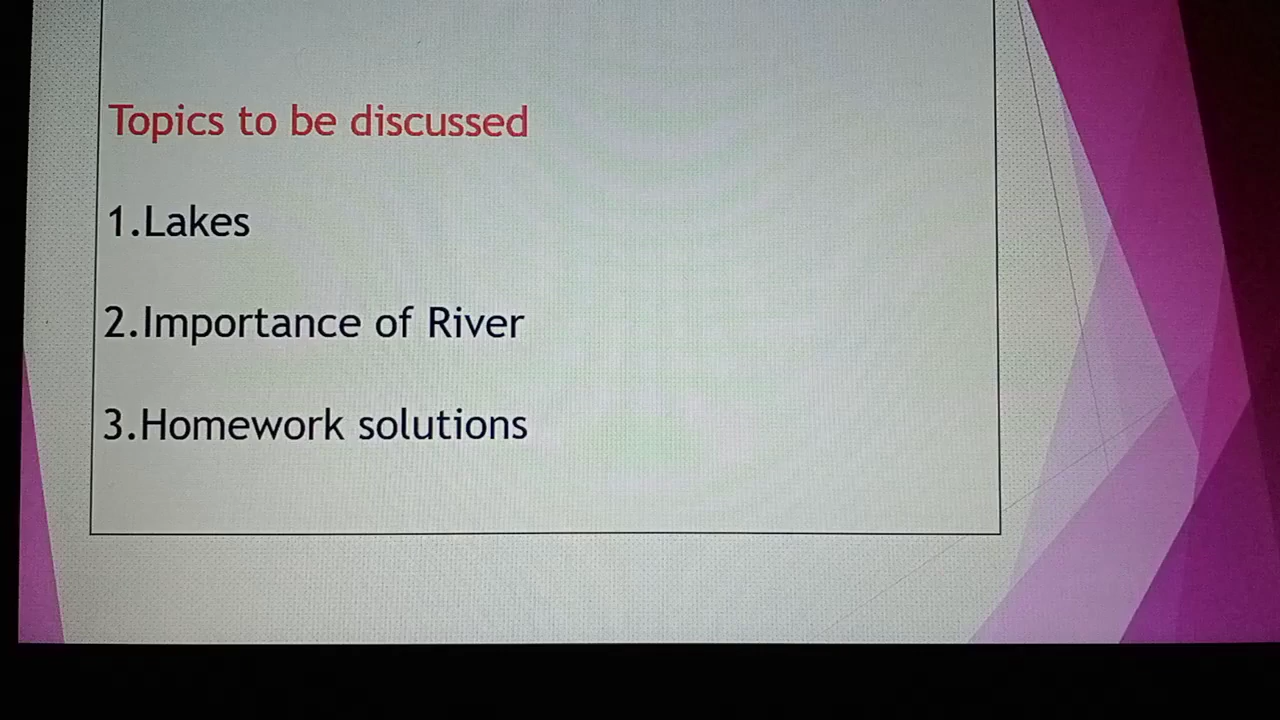 Topics to be discussed
1.Lakes
2.Importance of River
3.Homework solutions